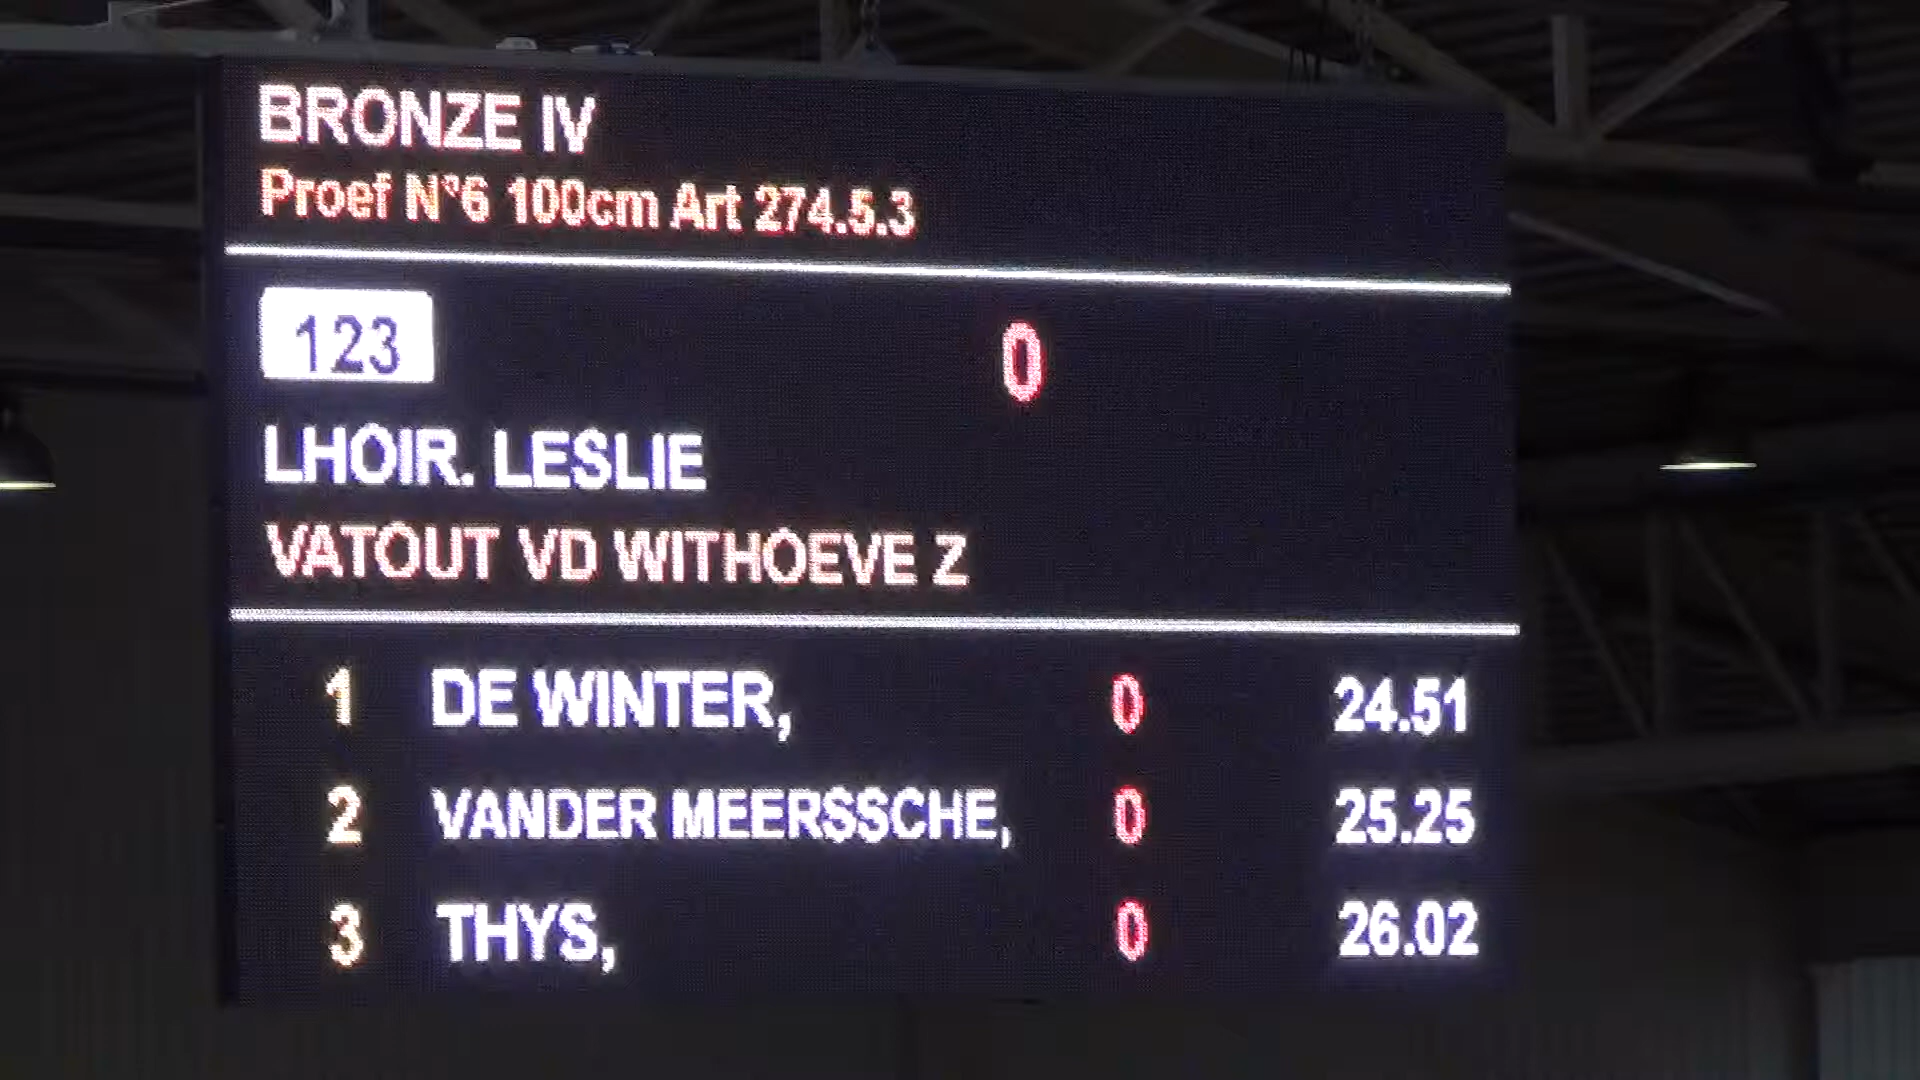 BRONZE IV
Proef N°6 100cm Art 274.5.3
123 0
LHOIR. LESLIE
VATOUT VD WITHOEVE Z
1 DE WINTER, 0 24.51
2 VANDER MEERSSCHE, 0 25.25
3 THYS, 0 26.02